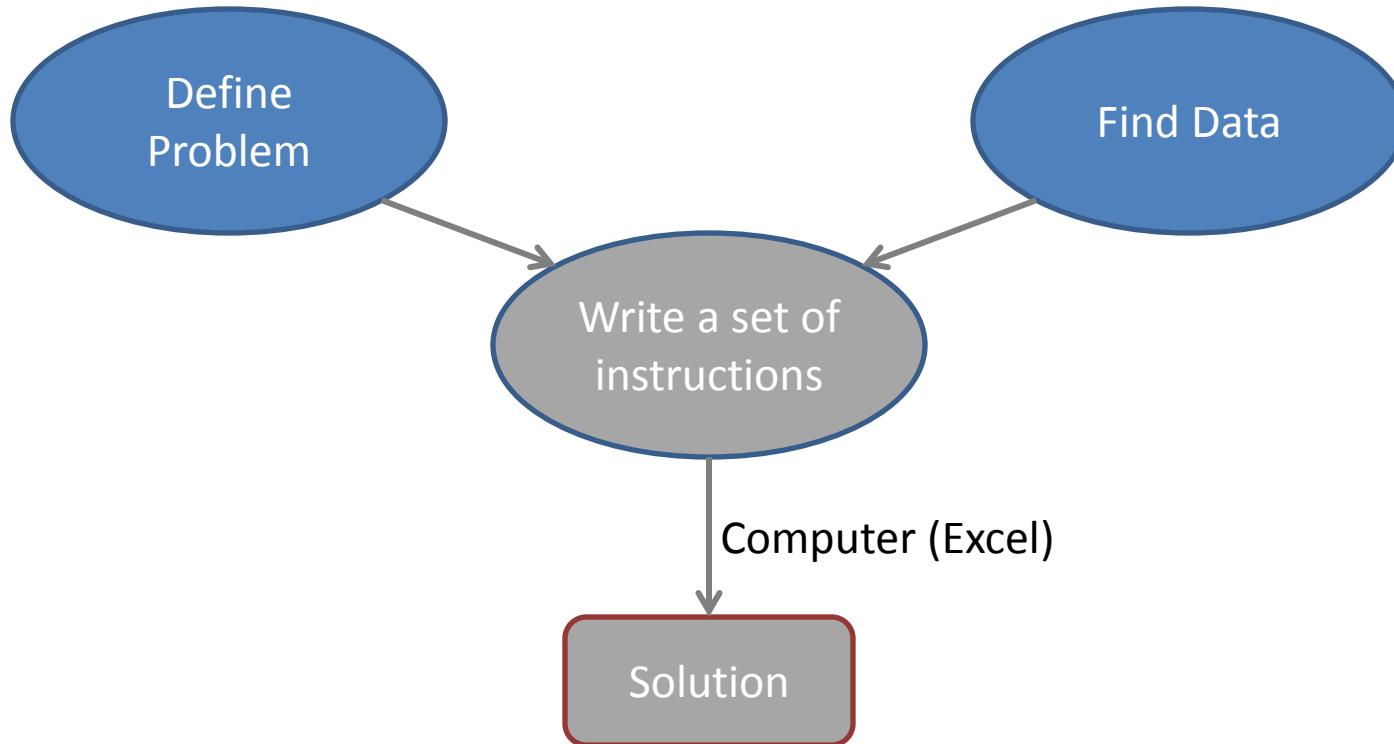 Define
Problem
Find Data
Write a set of
instructions
Computer (Excel)
Solution